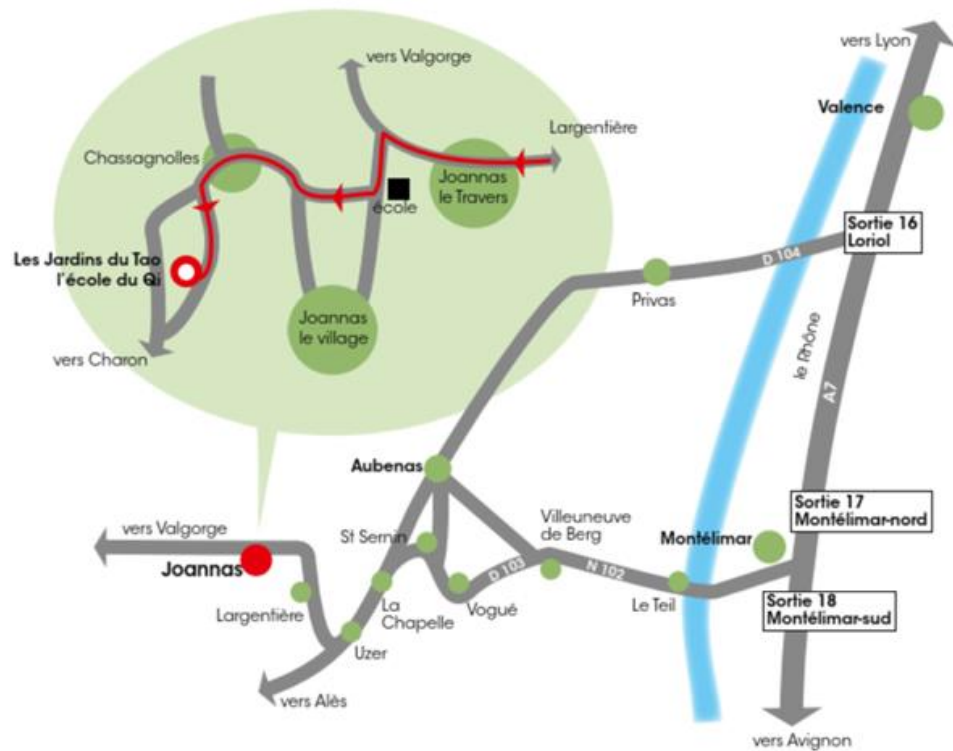 vers Lyon
vers Valgorge
Valence
Largentière
Chassagnolles
Joannas
le Travers
école
Sortie 16
Loriol
Les Jardins du Tao
l'école du Qi
D 104
Privas
Joannas
le village
vers Charon
le Rhône
A7
Aubenas
Sortie 17
Montélimar-nord
vers Valgorge
St Sernin
Villeuneuve
de Berg
Montélimar
Joannas
D 103
N 102
Largentière
La
Chapelle
Vogué
Le Teil
Sortie 18
Montélimar-sud
Uzer
vers Alès
vers Avignon